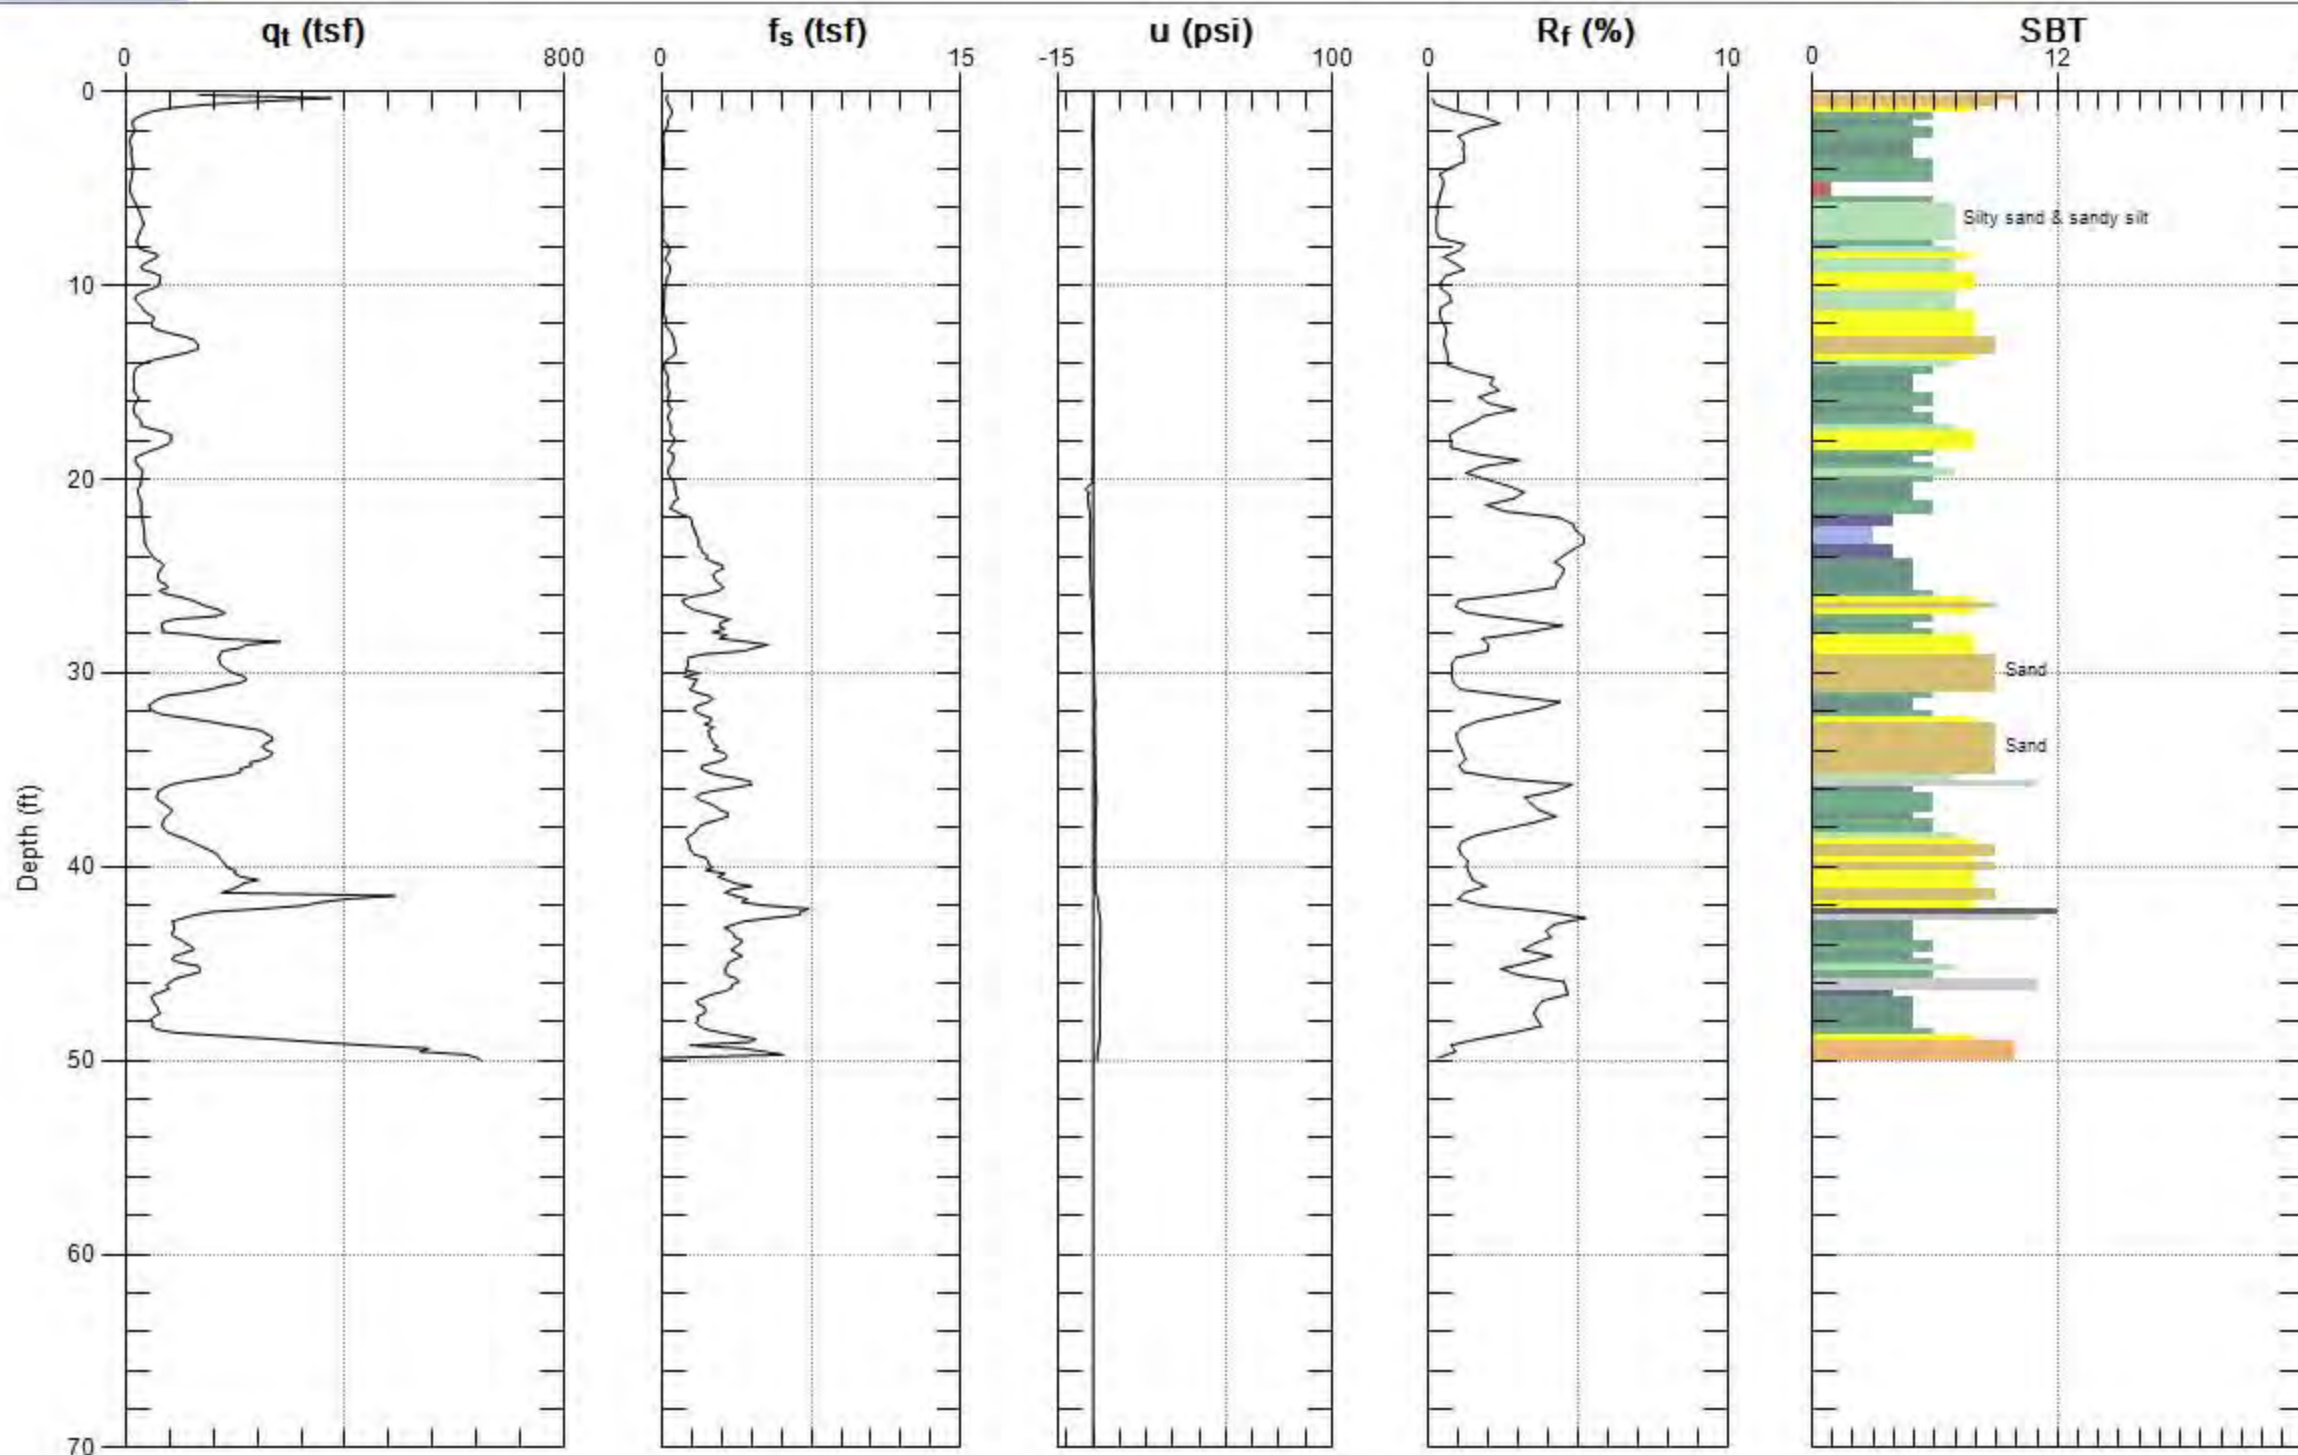 qt (tsf) fs (tsf) u (psi) Rf (%) SBT
0 800 0 15 -15 100 0 10 0 12
0
Silty sand & sandy silt
10
20
30
Sand
Sand
Depth (ft)
40
50
60
70